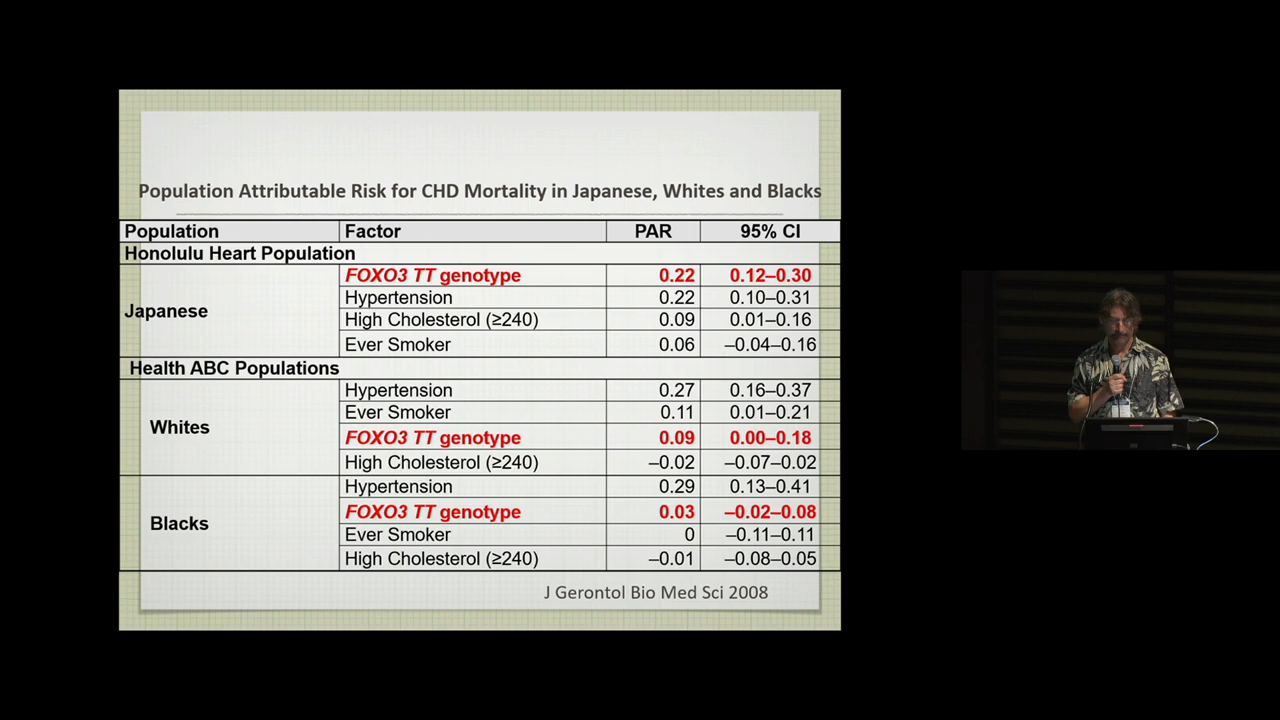 Population Attributable Risk for CHD Mortality in Japanese, Whites and Blacks
Population Factor PAR 95% CI
Honolulu Heart Population
Japanese
FOXO3 TT genotype 0.22 0.12–0.30
Hypertension 0.22 0.10–0.31
High Cholesterol (≥240) 0.09 0.01–0.16
Ever Smoker 0.06 –0.04–0.16
Health ABC Populations
Whites
Hypertension 0.27 0.16–0.37
Ever Smoker 0.11 0.01–0.21
FOXO3 TT genotype 0.09 0.00–0.18
High Cholesterol (≥240) –0.02 –0.07–0.02
Blacks
Hypertension 0.29 0.13–0.41
FOXO3 TT genotype 0.03 –0.02–0.08
Ever Smoker 0 –0.11–0.11
High Cholesterol (≥240) –0.01 –0.08–0.05
J Gerontol Bio Med Sci 2008